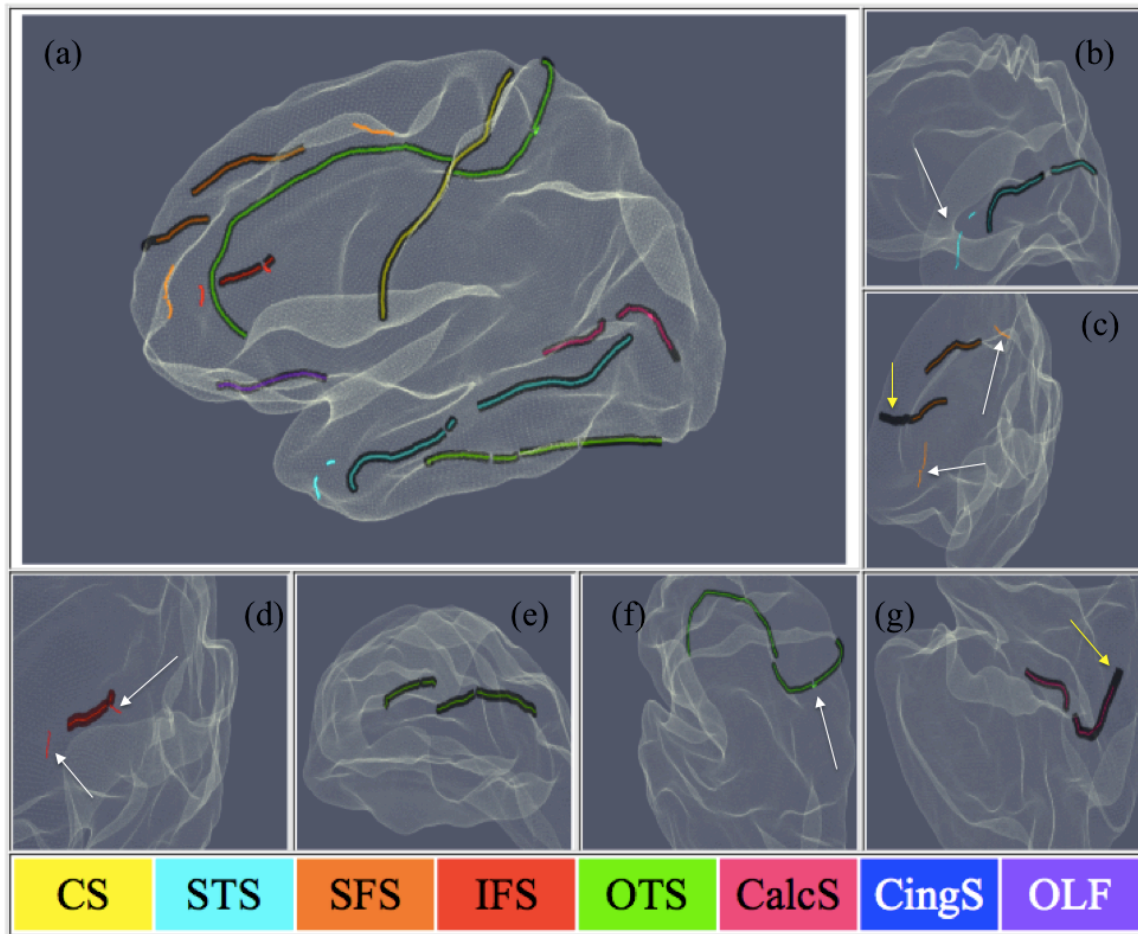 (a)
(b)
(c)
(d)
(e)
(f)
(g)
CS STS SFS IFS OTS CalcS CingS OLF